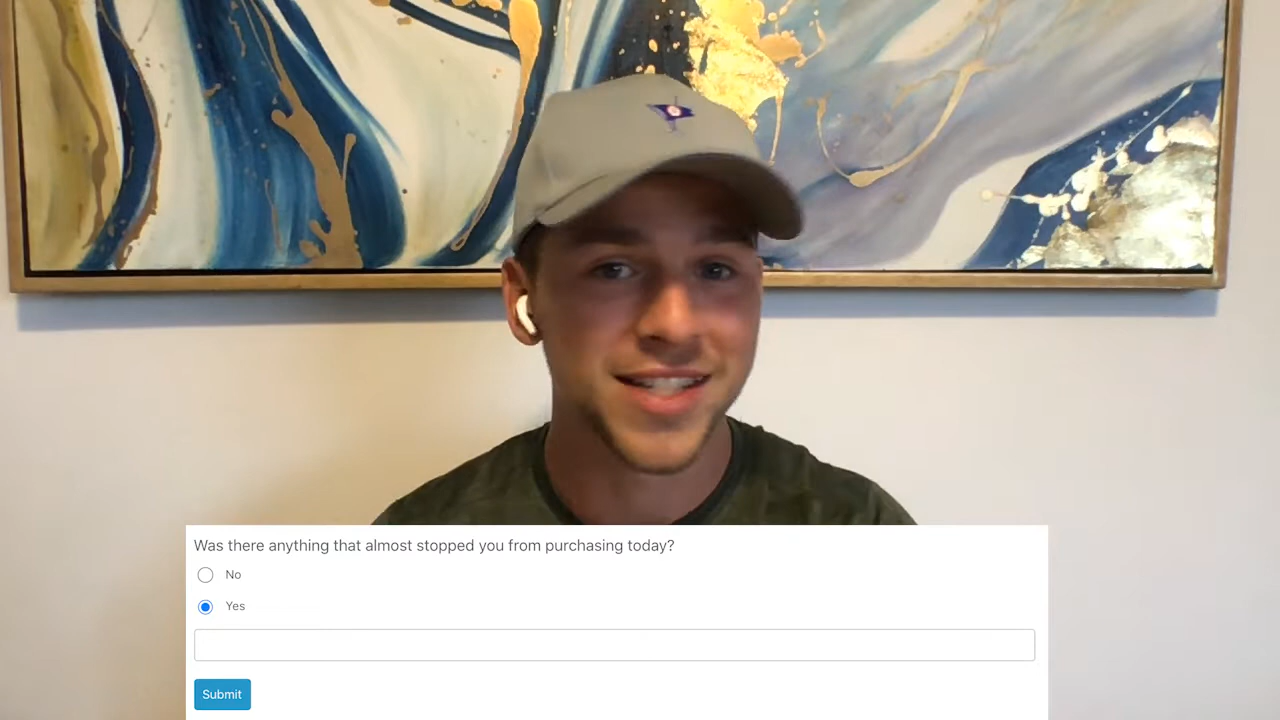 Was there anything that almost stopped you from purchasing today?
No
Yes
Submit